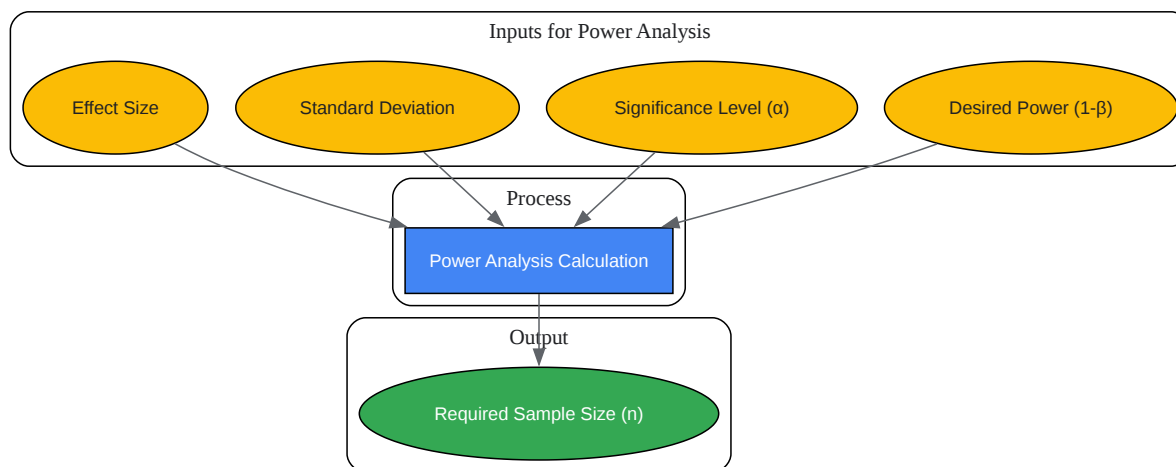 Inputs for Power Analysis
Effect Size
Standard Deviation
Significance Level (α)
Desired Power (1-β)
Process
Power Analysis Calculation
Output
Required Sample Size (n)